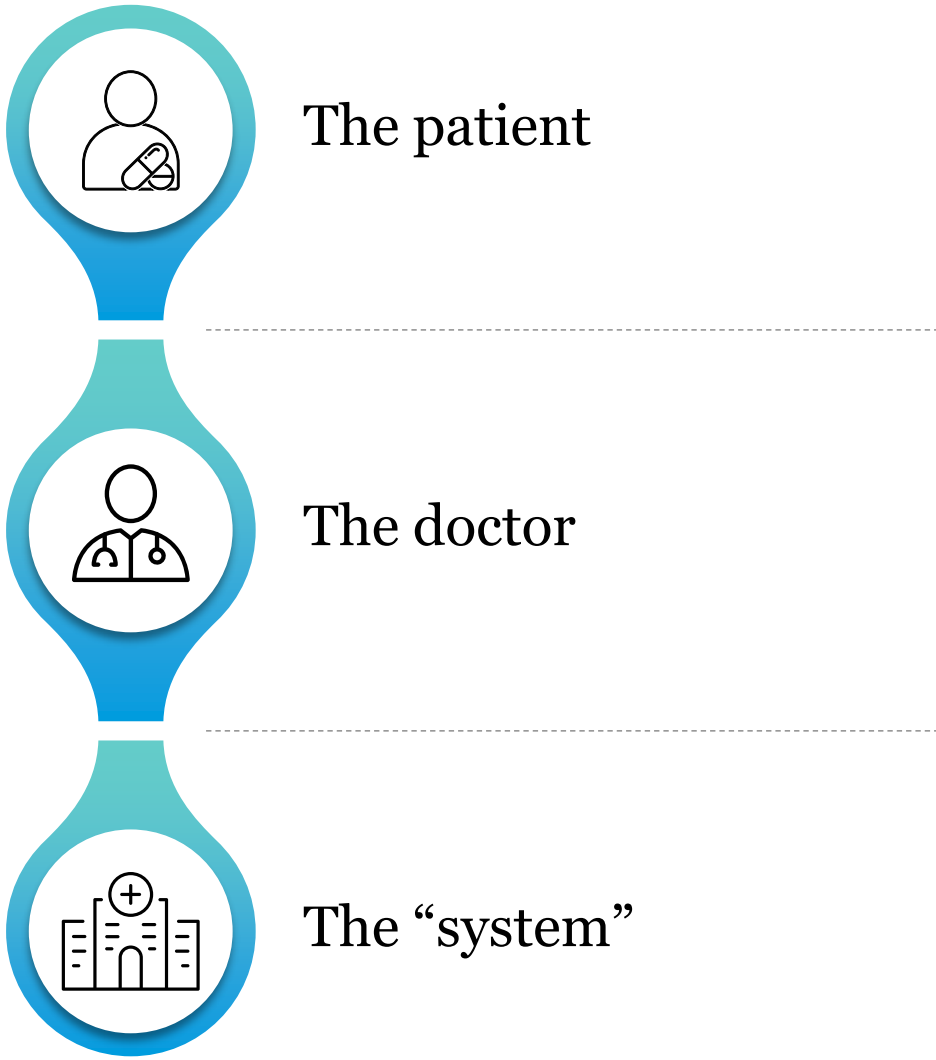 The patient
The doctor
The “system”